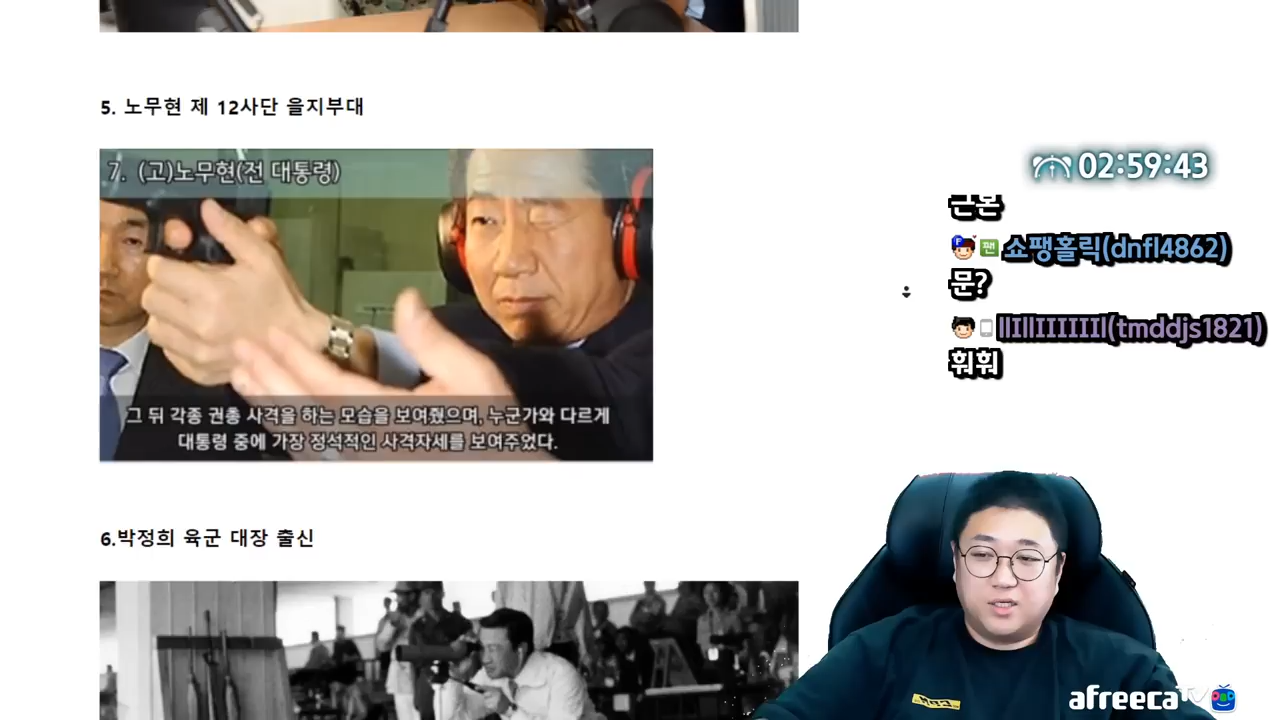 5. 노무현 제 12사단 을지부대
7. (고)노무현(전 대통령)
그 뒤 각종 권총 사격을 하는 모습을 보여줬으며, 누군가와 다르게
대통령 중에 가장 정석적인 사격자세를 보여주었다.
6.박정희 육군 대장 출신
02:59:43
근본
쇼팽홀릭(dnfl4862)
문?
(tmddjs1821)
훠훠
afreecaTV